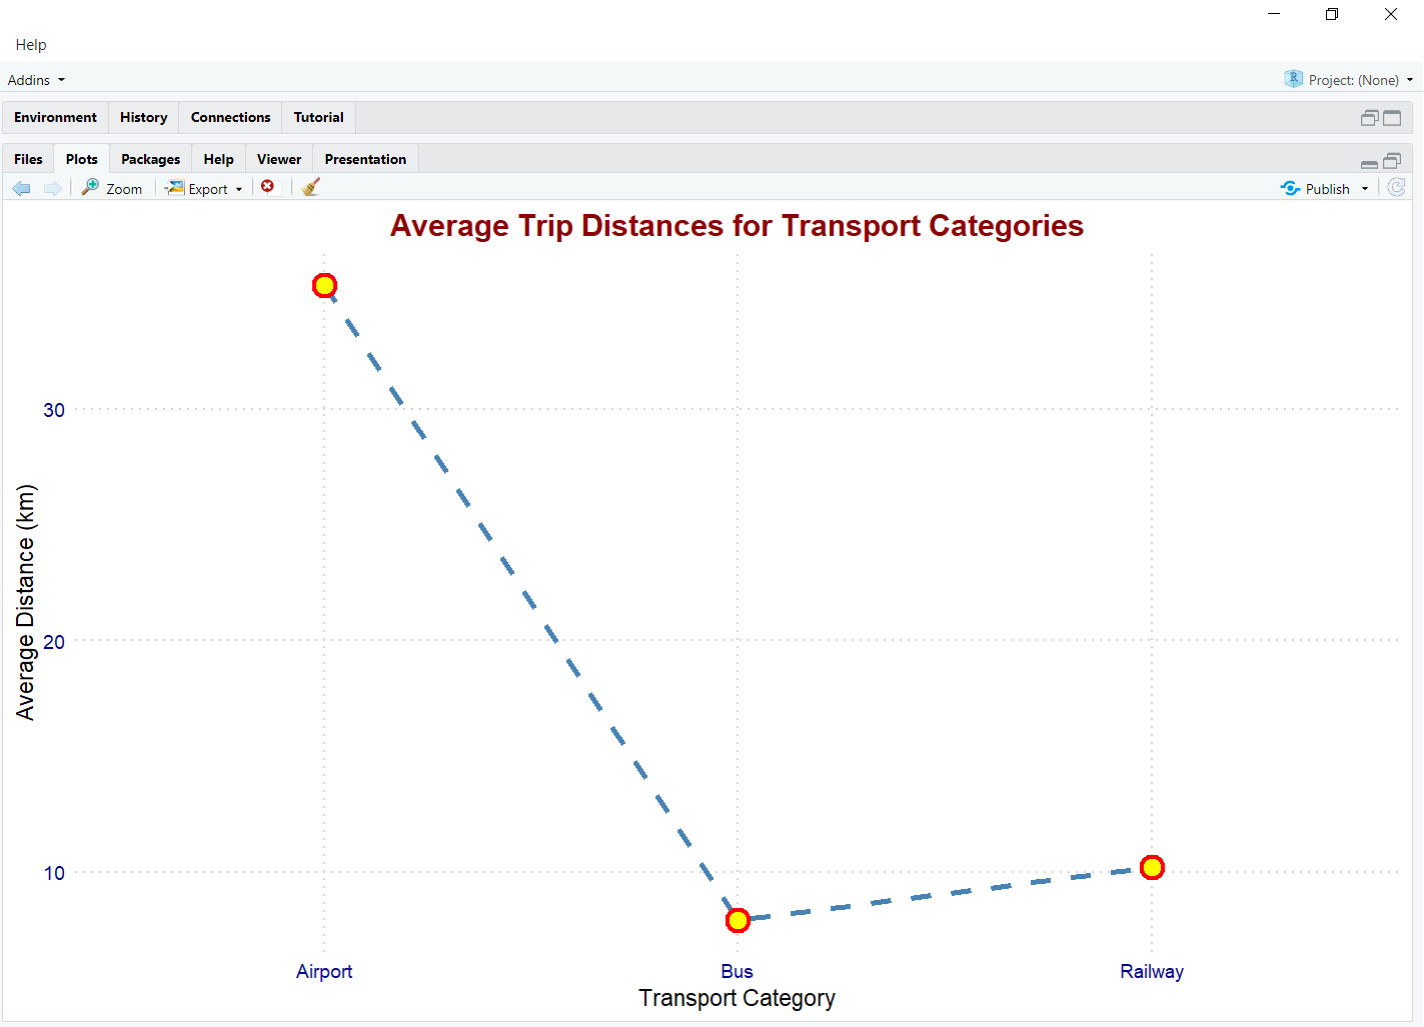 Help
Addins
Project: (None)
Environment History Connections Tutorial
Files Plots Packages Help Viewer Presentation
Zoom Export Publish
Average Trip Distances for Transport Categories
30
20
10
Average Distance (km)
Airport Bus Railway
Transport Category